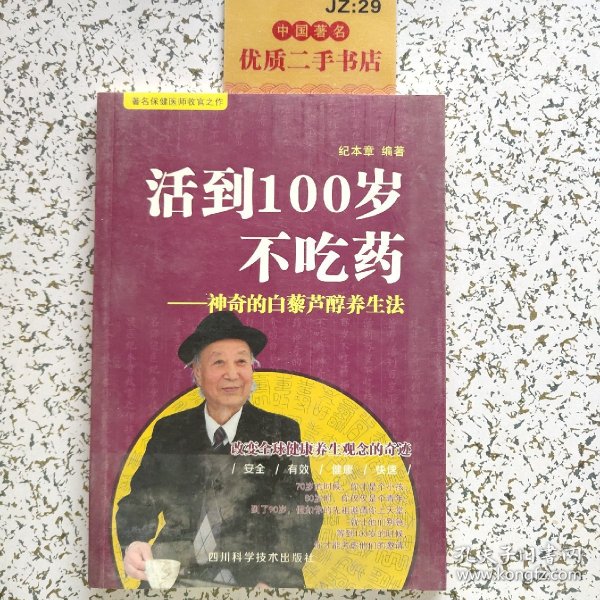 JZ:29
中国著名
优质二手书店
著名保健医师收官之作
纪本章 编著
活到100岁
不吃药
——神奇的白藜芦醇养生法
改变全球健康养生观念的奇迹
/ 安全 / 有效 / 健康 / 快速 /
四川科学技术出版社
孔夫子旧书网
www.kongfz.com